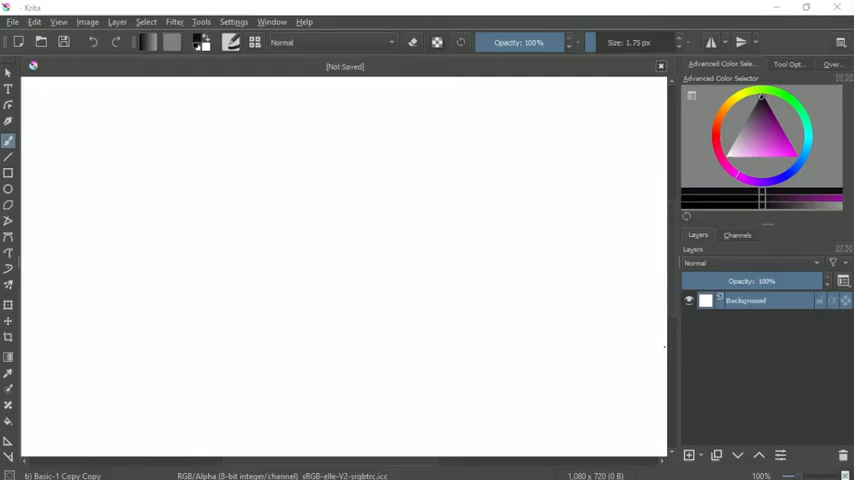 - Krita
File Edit View Image Layer Select Filter Tools Settings Window Help
Normal Opacity: 100% Size: 1.75 px
[Not Saved]
Advanced Color Sele... Tool Opt... Over...
Advanced Color Selector
Layers Channels
Layers
Normal
Opacity: 100%
Background
b) Basic-1 Copy Copy RGB/Alpha (8-bit integer/channel) sRGB-elle-V2-srgbtrc.icc 1,080 x 720 (0 B) 100%